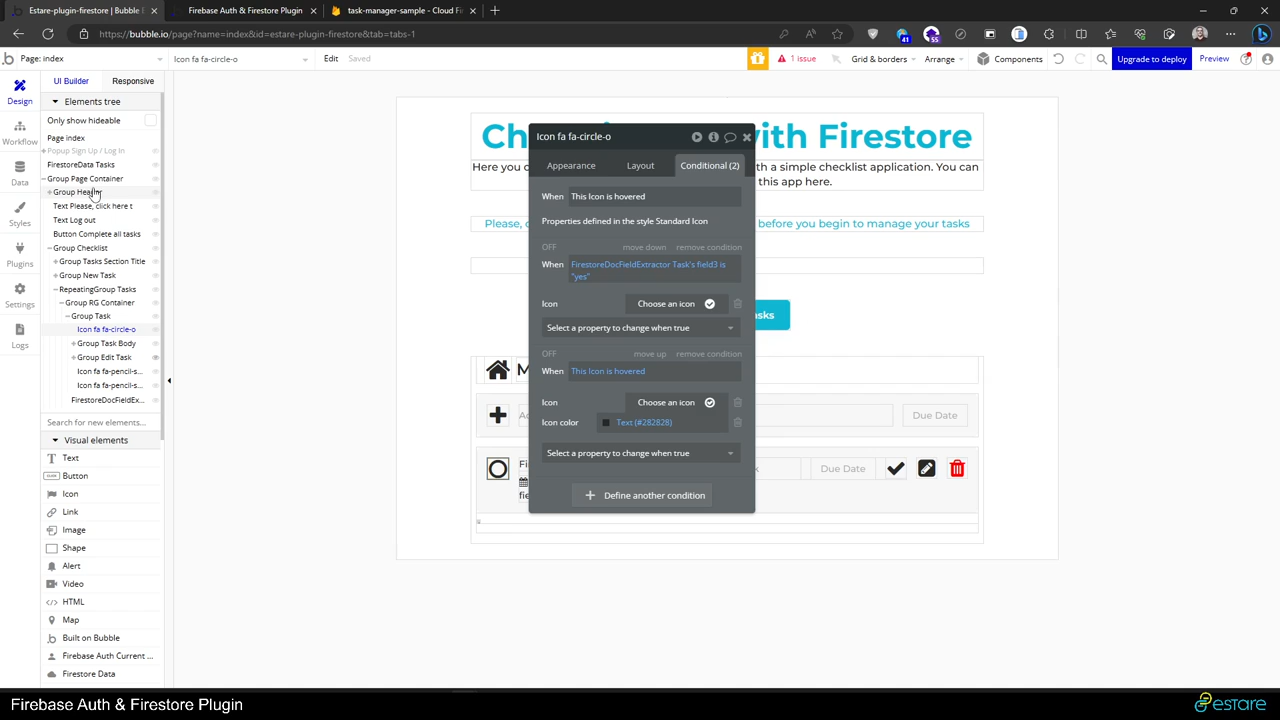 Estare-plugin-firestore | Bubbl
Firebase Auth & Firestore Plugin
task-manager-sample - Cloud Fi
https://bubble.io/page?name=index&id=estare-plugin-firestore&tab=tabs-1
41
55
Page: index
Icon fa fa-circle-o
Edit
Saved
1 issue
Grid & borders
Arrange
Components
Upgrade to deploy
Preview
UI Builder
Responsive
Design
Workflow
Data
Styles
Plugins
Settings
Logs
Elements tree
Only show hideable
Page index
Popup Sign Up / Log In
FirestoreData Tasks
Group Page Container
Group Header
Text Please, click here t
Text Log out
Button Complete all tasks
Group Checklist
Group Tasks Section Title
Group New Task
RepeatingGroup Tasks
Group RG Container
Group Task
Icon fa fa-circle-o
Group Task Body
Group Edit Task
Icon fa fa-pencil-s...
Icon fa fa-pencil-s...
FirestoreDocFieldEx...
Search for new elements...
Visual elements
Text
Button
Icon
Link
Image
Shape
Alert
Video
HTML
Map
Built on Bubble
Firebase Auth Current ...
Firestore Data
Icon fa fa-circle-o
Appearance
Layout
Conditional (2)
When
This Icon is hovered
Properties defined in the style Standard Icon
OFF
move down
remove condition
When
FirestoreDocFieldExtractor Task's field3 is
"yes"
Icon
Choose an icon
Select a property to change when true
OFF
move up
remove condition
When
This Icon is hovered
Icon
Choose an icon
Icon color
Text (#282828)
Select a property to change when true
Define another condition
Ch
with Firestore
Here you c
th a simple checklist application. You can
this app here.
Please, c
before you begin to manage your tasks
sks
M
Ad
Due Date
Fi
fie
k
Due Date
Firebase Auth & Firestore Plugin
estare